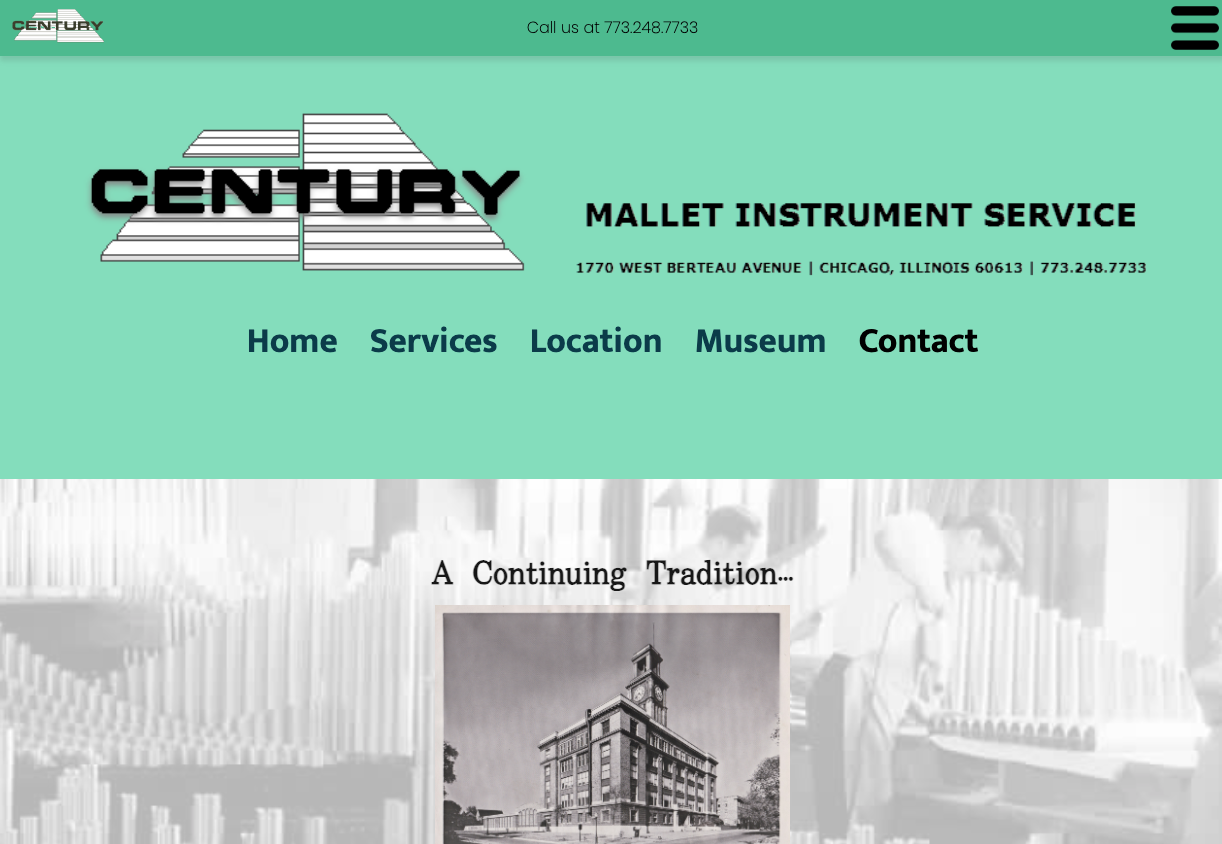 CENTURY
Call us at 773.248.7733
CENTURY
MALLET INSTRUMENT SERVICE
1770 WEST BERTEAU AVENUE | CHICAGO, ILLINOIS 60613 | 773.248.7733
Home Services Location Museum Contact
A Continuing Tradition...